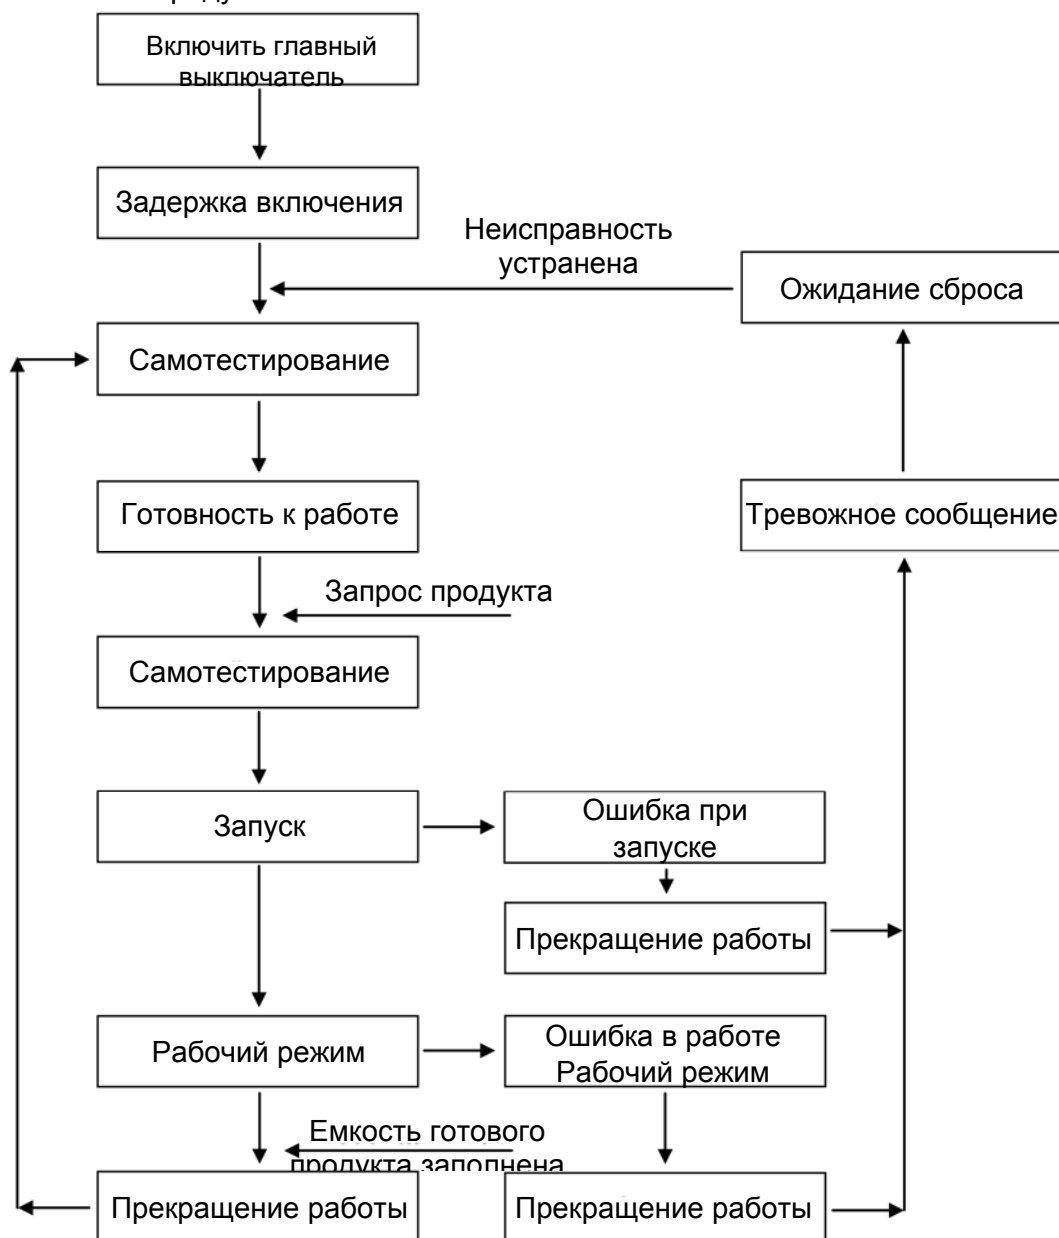 Включить главный
выключатель
Задержка включения
Неисправность
устранена
Ожидание сброса
Самотестирование
Готовность к работе
Тревожное сообщение
Запрос продукта
Самотестирование
Запуск
Ошибка при
запуске
Прекращение работы
Рабочий режим
Ошибка в работе
Рабочий режим
Емкость готового
продукта заполнена
Прекращение работы
Прекращение работы